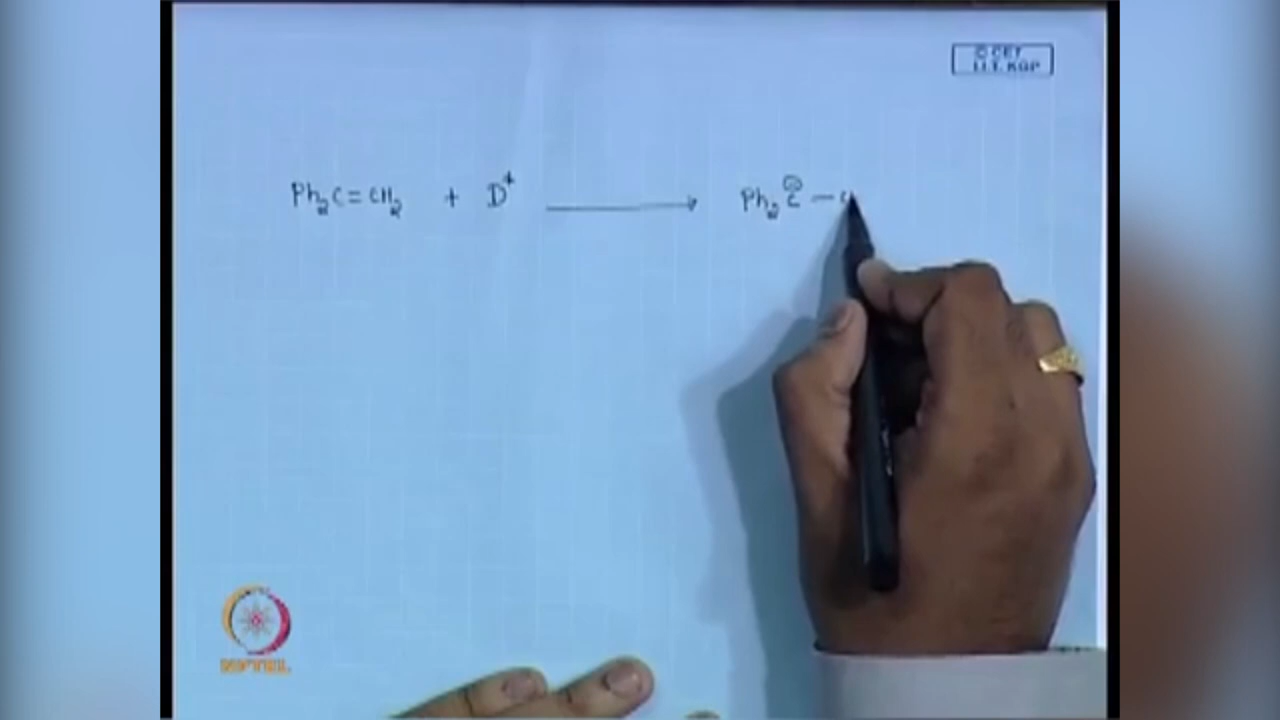 © CET
I.I.T. KGP
Ph₂C=CH₂ + D⁺ ⟶ Ph₂C⊕ — C
NPTEL